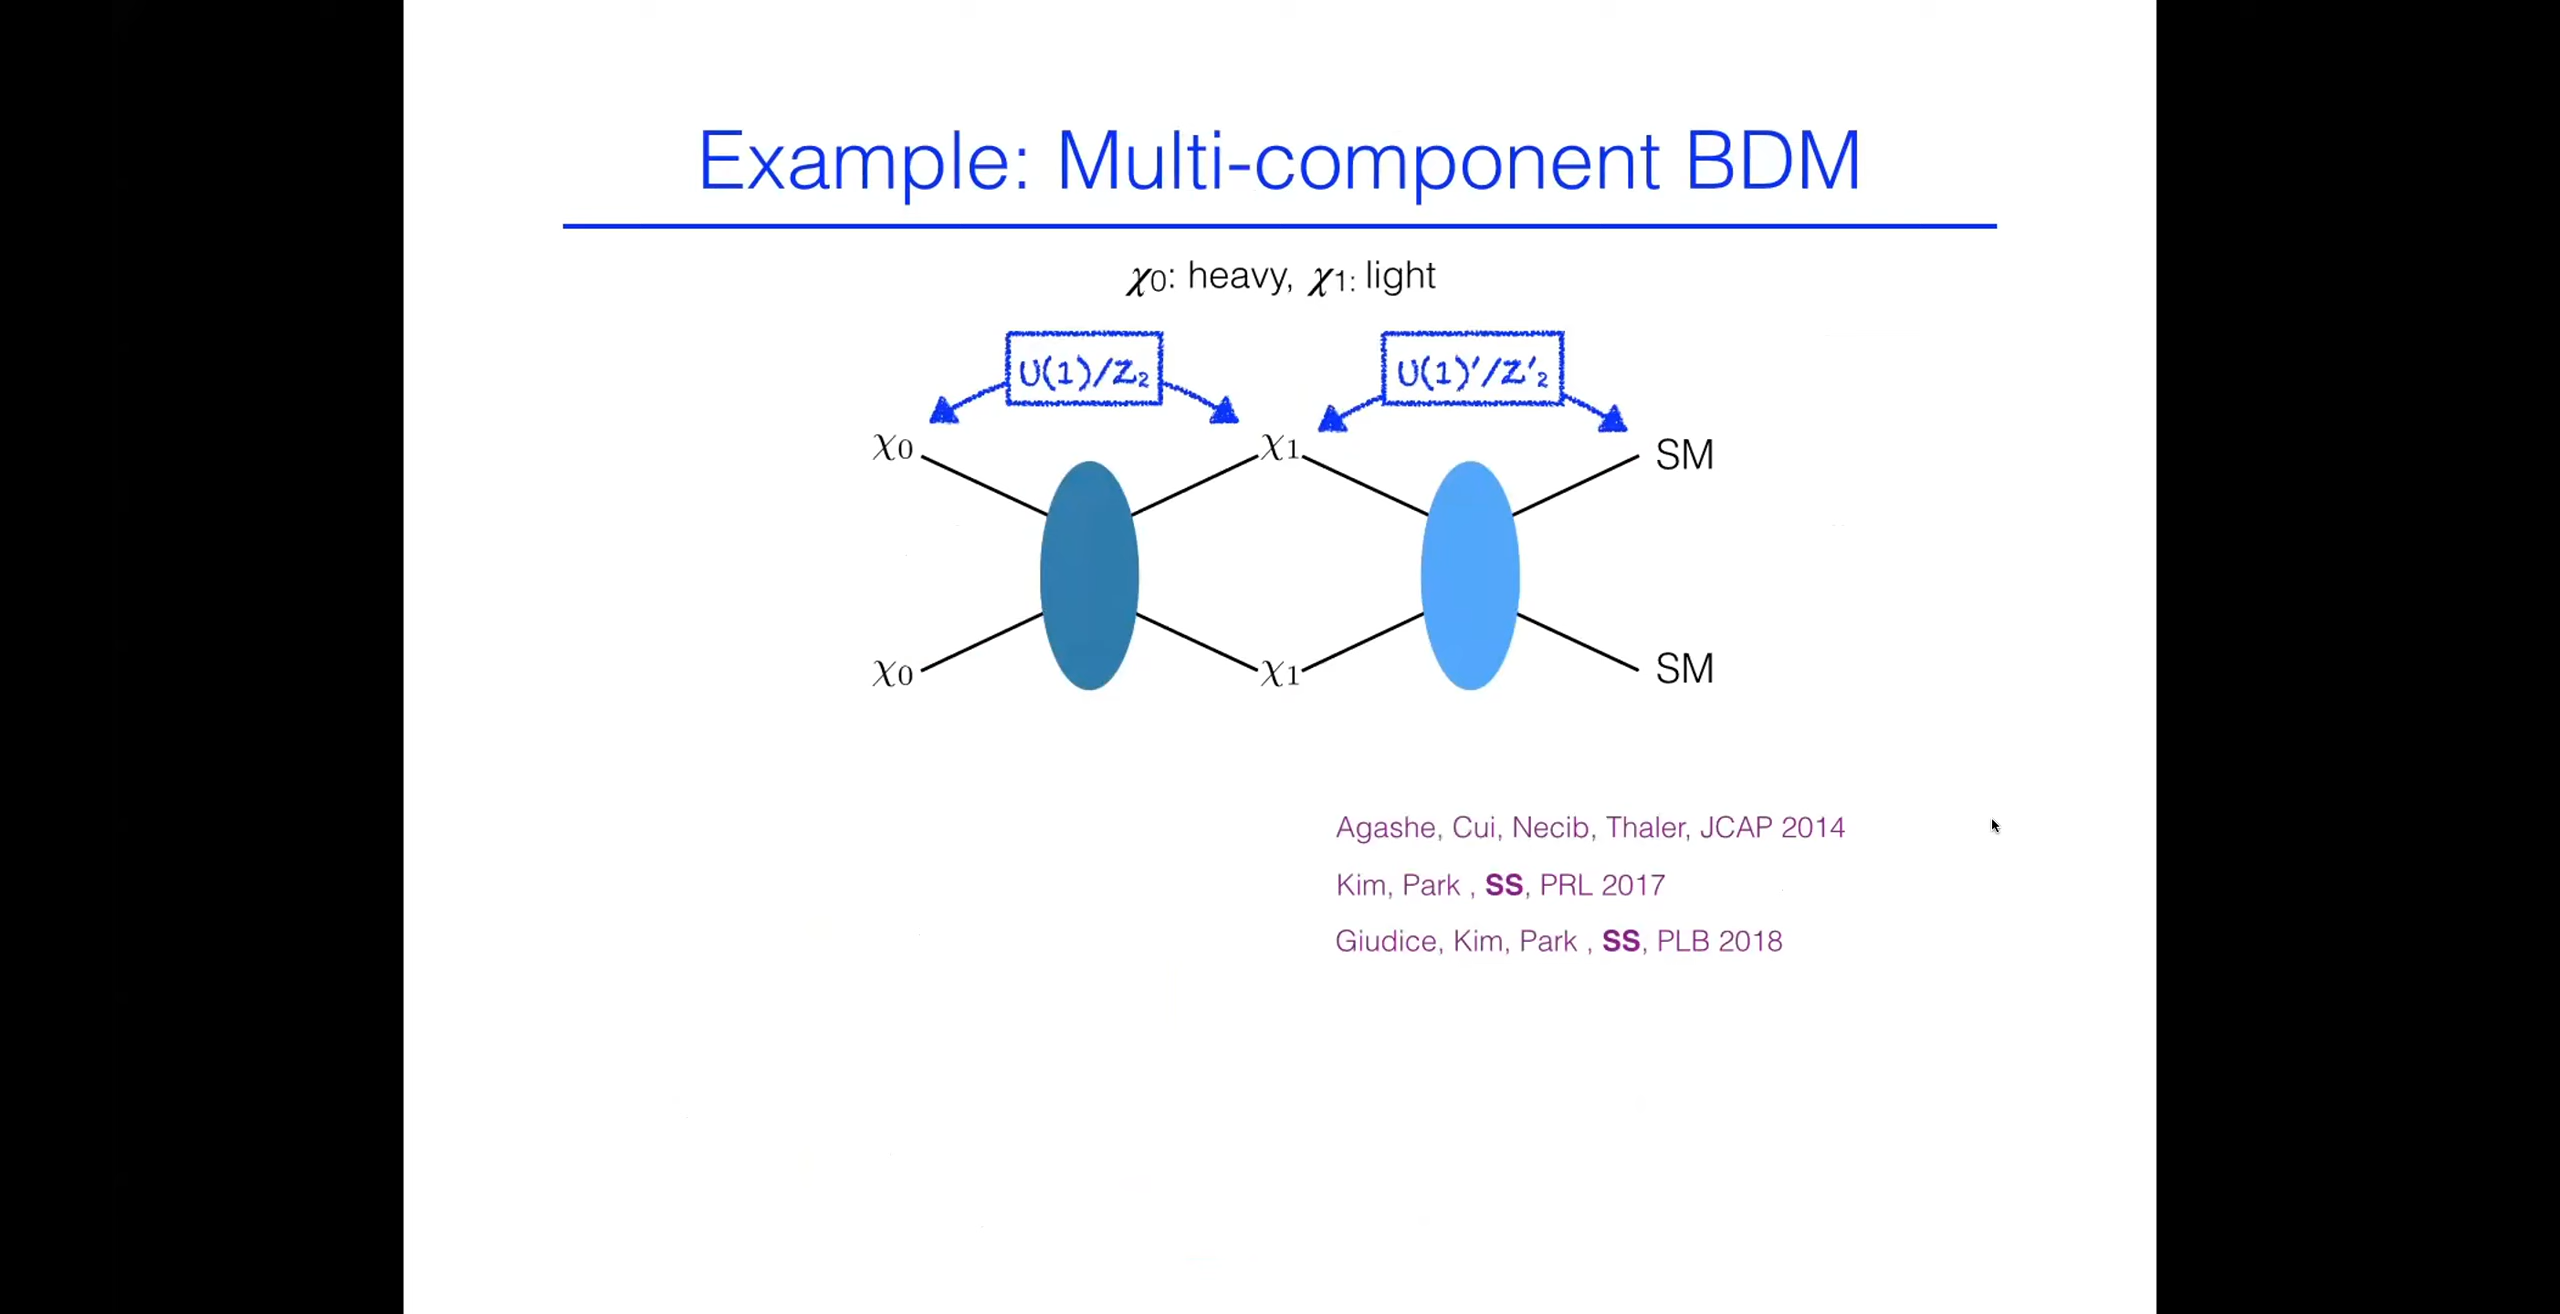 Example: Multi-component BDM
χ0: heavy, χ1: light
U(1)/Z₂ U(1)′/Z′₂
χ0 χ1 SM
χ0 χ1 SM
Agashe, Cui, Necib, Thaler, JCAP 2014
Kim, Park , SS, PRL 2017
Giudice, Kim, Park , SS, PLB 2018